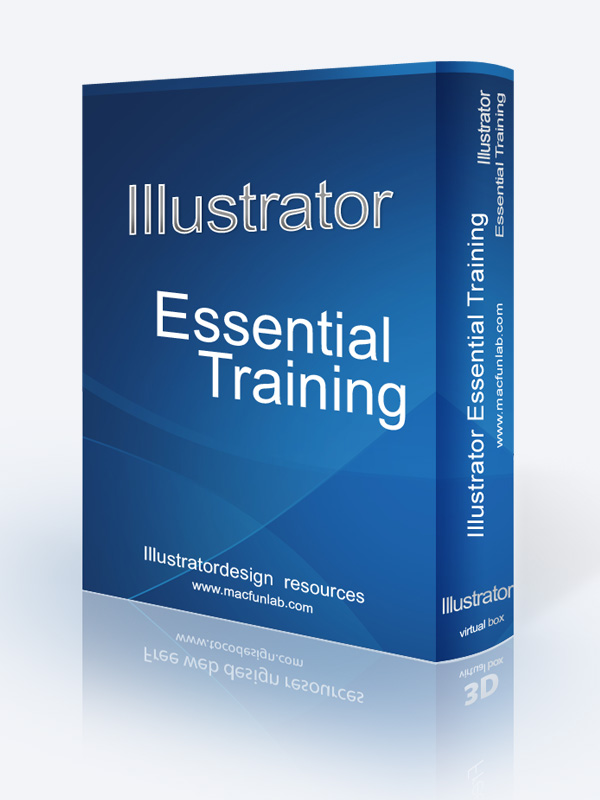 Illustrator
Essential
Training
Illustratordesign resources
www.macfunlab.com
Illustrator
Essential Training
Illustrator Essential Training
www.macfunlab.com
Illustrator
virtual box
www.tocodesign.com
Free web design resources
virtual box
3D